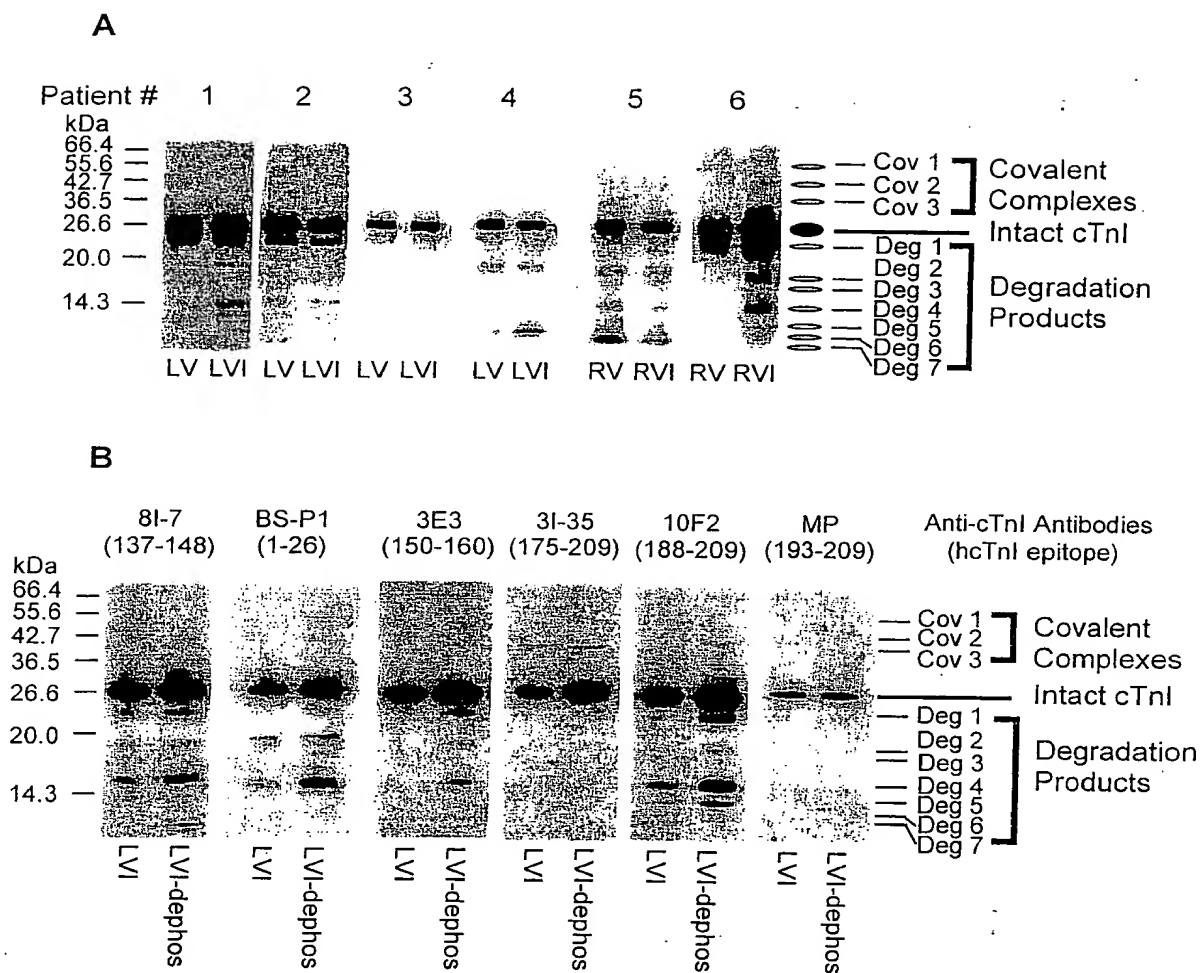 A
Patient # 1 2 3 4 5 6
kDa
66.4
55.6
42.7
36.5
26.6
20.0
14.3
Cov 1
Cov 2
Cov 3
Covalent
Complexes
Intact cTnI
Deg 1
Deg 2
Deg 3
Deg 4
Deg 5
Deg 6
Deg 7
Degradation
Products
LV LVI LV LVI LV LVI LV LVI RV RVI RV RVI
B
8I-7 BS-P1 3E3 3I-35 10F2 MP Anti-cTnI Antibodies
(137-148) (1-26) (150-160) (175-209) (188-209) (193-209) (hcTnI epitope)
kDa
66.4
55.6
42.7
36.5
26.6
20.0
14.3
Cov 1
Cov 2
Cov 3
Covalent
Complexes
Intact cTnI
Deg 1
Deg 2
Deg 3
Deg 4
Deg 5
Deg 6
Deg 7
Degradation
Products
LVI
LVI-dephos
LVI
LVI-dephos
LVI
LVI-dephos
LVI
LVI-dephos
LVI
LVI-dephos
LVI
LVI-dephos